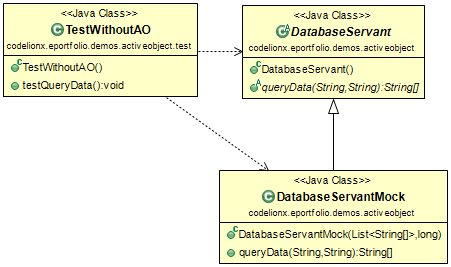 <<Java Class>>
TestWithoutAO
codelionx.eportfolio.demos.activeobject.test
TestWithoutAO()
testQueryData():void
<<Java Class>>
DatabaseServant
codelionx.eportfolio.demos.activeobject
DatabaseServant()
queryData(String,String):String[]
<<Java Class>>
DatabaseServantMock
codelionx.eportfolio.demos.activeobject
DatabaseServantMock(List<String[]>,long)
queryData(String,String):String[]